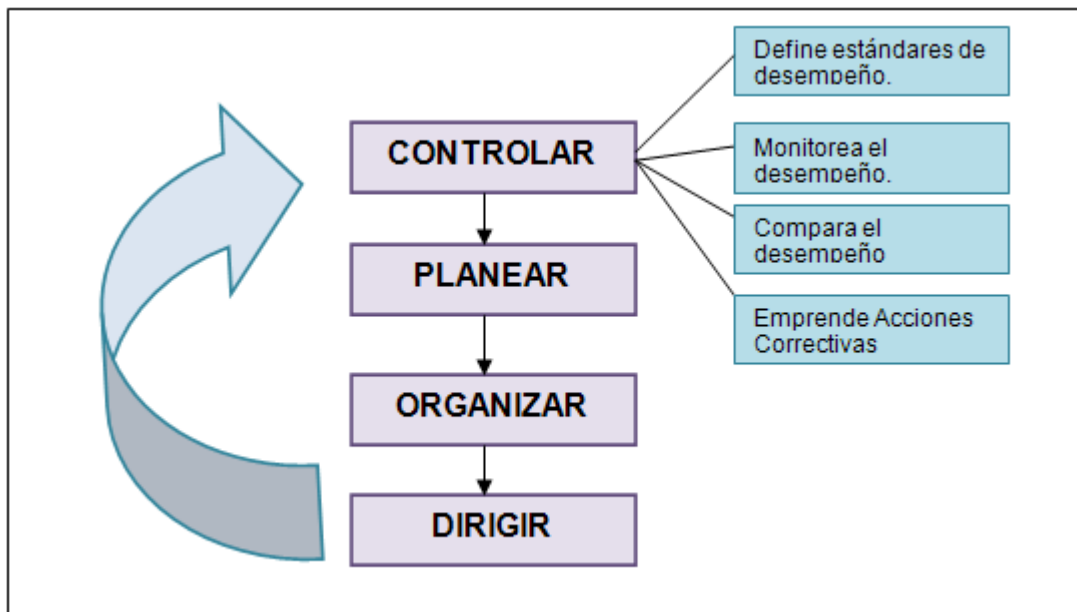 CONTROLAR
PLANEAR
ORGANIZAR
DIRIGIR
Define estándares de
desempeño.
Monitorea el
desempeño.
Compara el
desempeño
Emprende Acciones
Correctivas